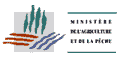 MINISTÈRE
DE L'AGRICULTURE
ET DE LA PÊCHE